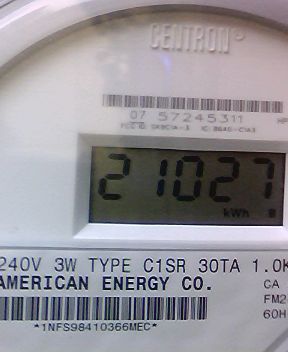 CENTRON®
07 57245311
21027
kWh
240V 3W TYPE C1SR 30TA 1.0K
AMERICAN ENERGY CO.
CA
FM2
60H
*1NFS98410366MEC*